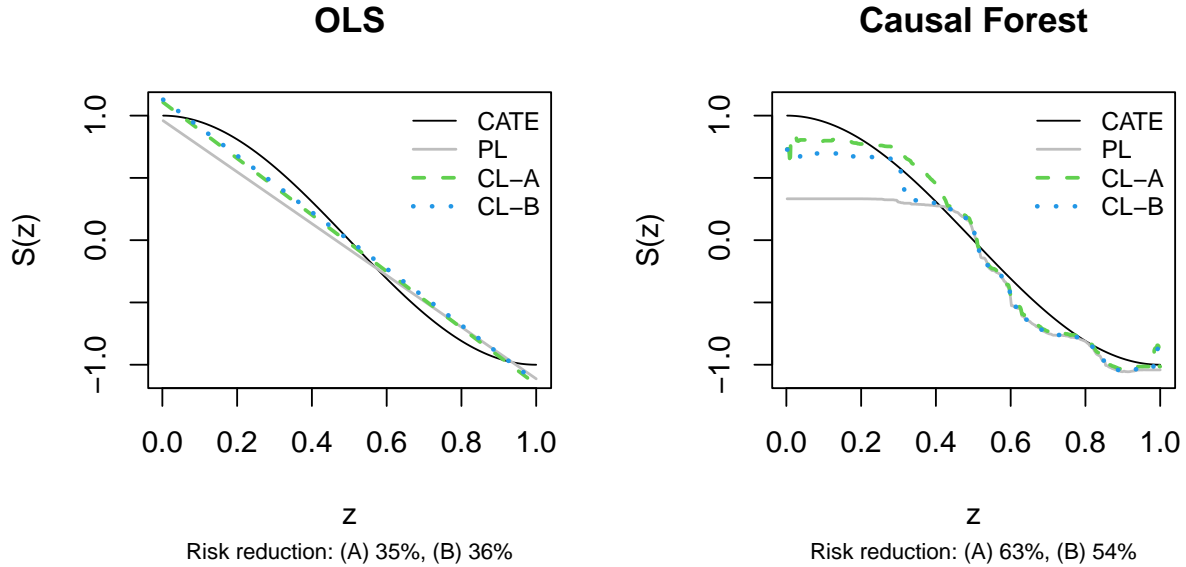 OLS
S(z)
1.0
0.0
−1.0
CATE
PL
CL−A
CL−B
0.0 0.2 0.4 0.6 0.8 1.0
z
Risk reduction: (A) 35%, (B) 36%
Causal Forest
S(z)
1.0
0.0
−1.0
CATE
PL
CL−A
CL−B
0.0 0.2 0.4 0.6 0.8 1.0
z
Risk reduction: (A) 63%, (B) 54%